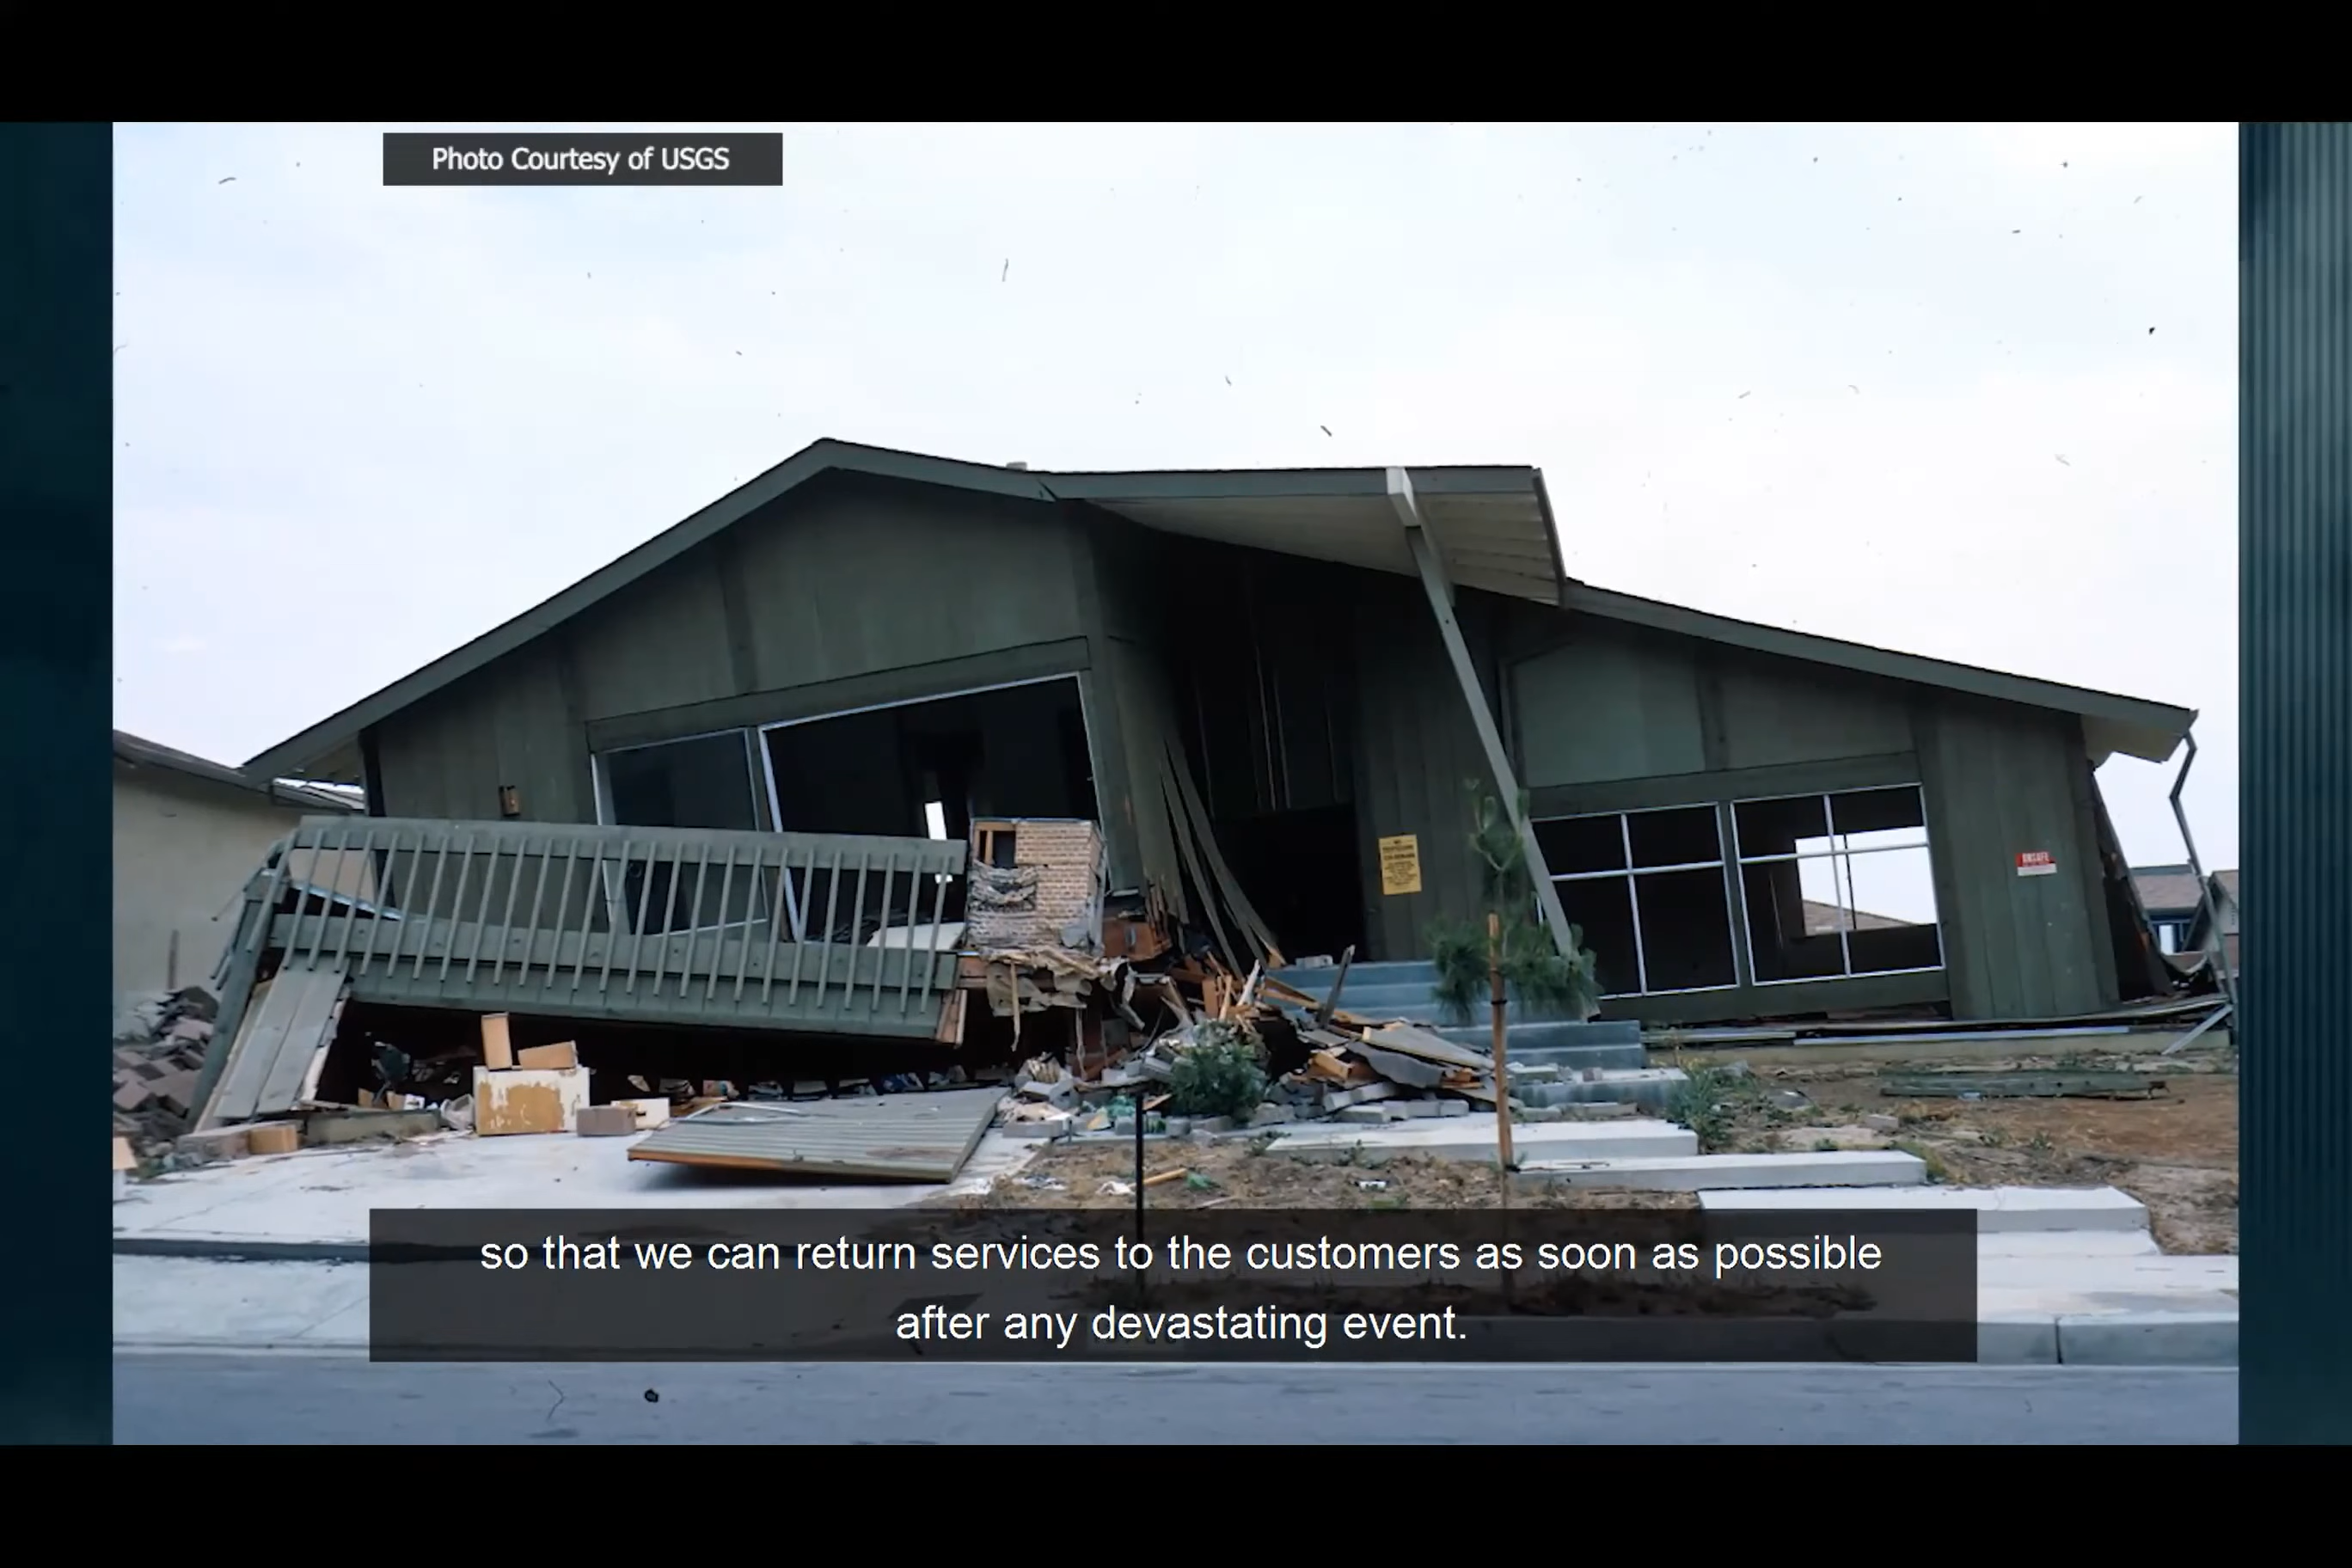 Photo Courtesy of USGS
UNSAFE
so that we can return services to the customers as soon as possible
after any devastating event.